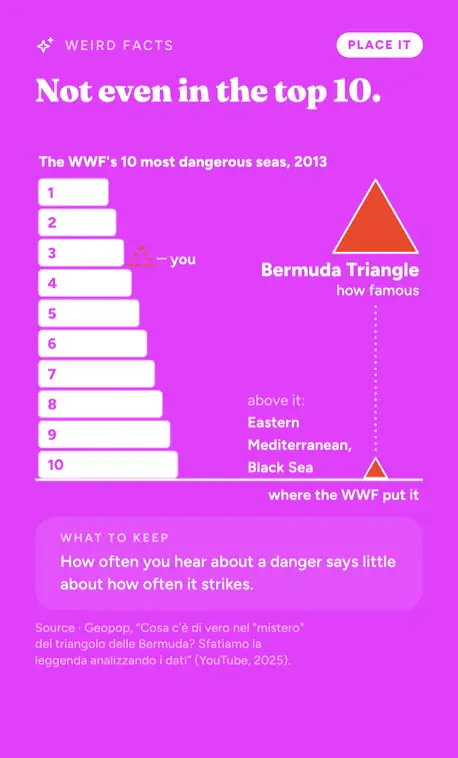 WEIRD FACTS
PLACE IT
Not even in the top 10.
The WWF's 10 most dangerous seas, 2013
1
2
3
4
5
6
7
8
9
10
you
Bermuda Triangle
how famous
above it:
Eastern
Mediterranean,
Black Sea
where the WWF put it
WHAT TO KEEP
How often you hear about a danger says little
about how often it strikes.
Source · Geopop, “Cosa c'è di vero nel "mistero"
del triangolo delle Bermuda? Sfatiamo la
leggenda analizzando i dati” (YouTube, 2025).